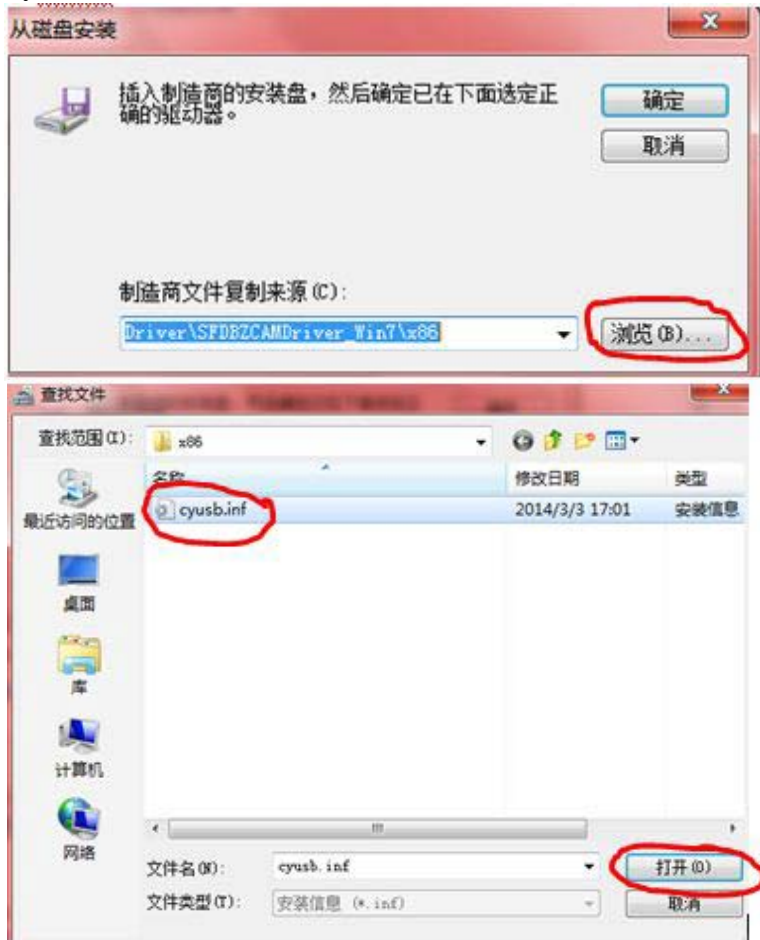 从磁盘安装
插入制造商的安装盘，然后确定已在下面选定正
确的驱动器。
确定
取消
制造商文件复制来源(C):
Driver\SFDBZCAMDriver_Win7\x86
浏览(B)...
查找文件
查找范围(I):
x86
名称
修改日期
类型
cyusb.inf
2014/3/3 17:01
安装信息
最近访问的位置
桌面
库
计算机
网络
文件名(N):
cyusb.inf
打开(O)
文件类型(T):
安装信息 (*.inf)
取消